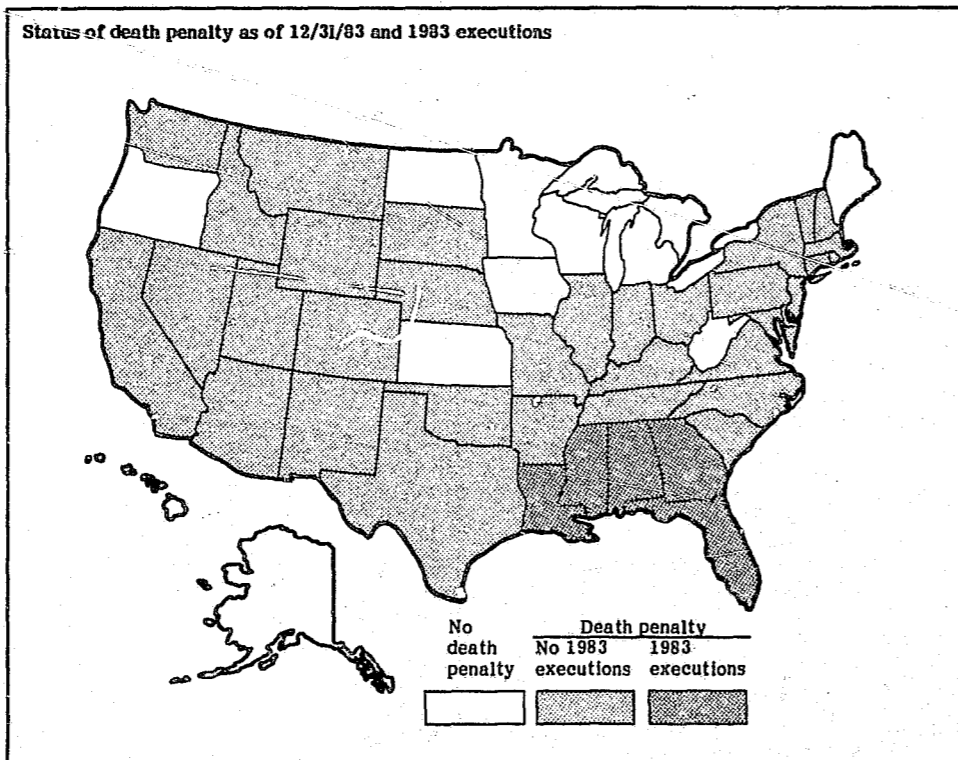 Status of death penalty as of 12/31/83 and 1983 executions
No death penalty
Death penalty
No 1983 executions
1983 executions